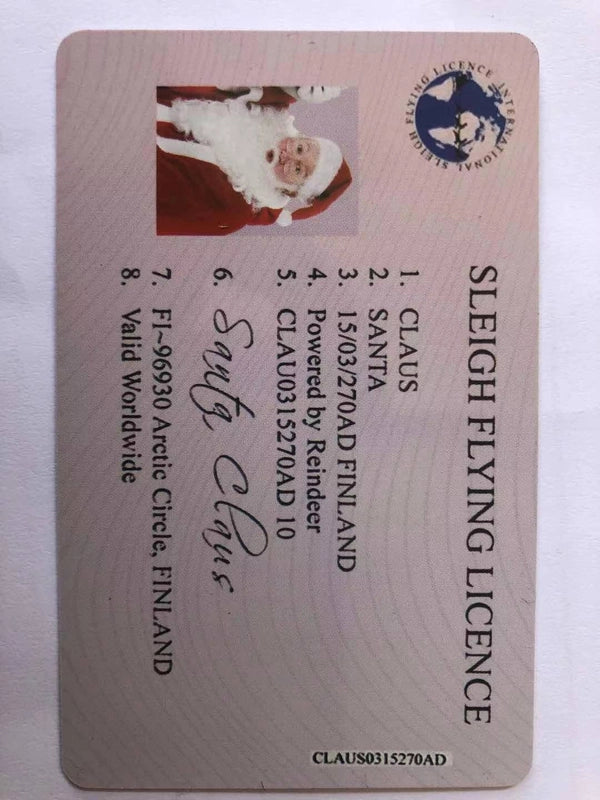 INTERNATIONAL SLEIGH FLYING LICENCE
SLEIGH FLYING LICENCE
1. CLAUS
2. SANTA
3. 15/03/270AD FINLAND
4. Powered by Reindeer
5. CLAU0315270AD 10
6. Santa Claus
7. FI~96930 Arctic Circle, FINLAND
8. Valid Worldwide
CLAUS0315270AD